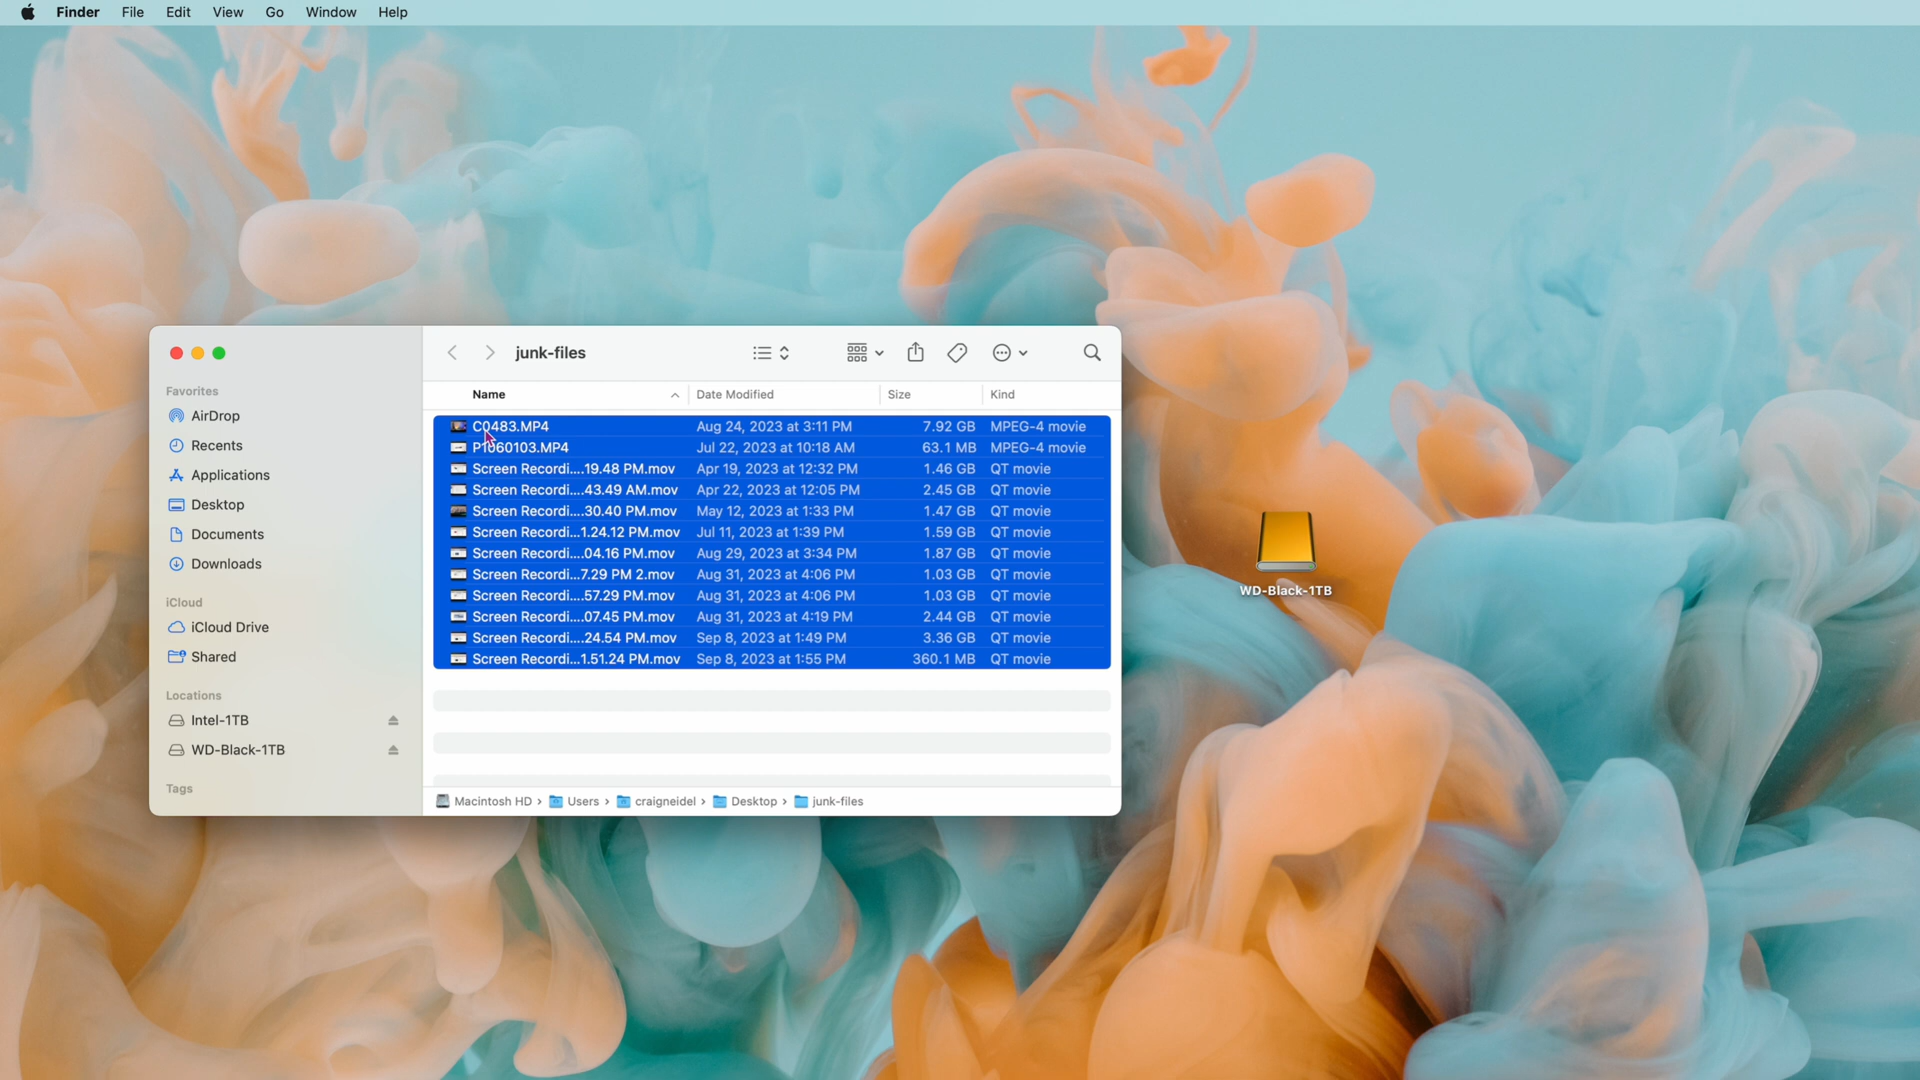 Finder File Edit View Go Window Help
junk-files
Favorites
AirDrop
Recents
Applications
Desktop
Documents
Downloads
iCloud
iCloud Drive
Shared
Locations
Intel-1TB
WD-Black-1TB
Tags
Name Date Modified Size Kind
C0483.MP4 Aug 24, 2023 at 3:11 PM 7.92 GB MPEG-4 movie
P1060103.MP4 Jul 22, 2023 at 10:18 AM 63.1 MB MPEG-4 movie
Screen Recordi....19.48 PM.mov Apr 19, 2023 at 12:32 PM 1.46 GB QT movie
Screen Recordi....43.49 AM.mov Apr 22, 2023 at 12:05 PM 2.45 GB QT movie
Screen Recordi....30.40 PM.mov May 12, 2023 at 1:33 PM 1.47 GB QT movie
Screen Recordi...1.24.12 PM.mov Jul 11, 2023 at 1:39 PM 1.59 GB QT movie
Screen Recordi....04.16 PM.mov Aug 29, 2023 at 3:34 PM 1.87 GB QT movie
Screen Recordi...7.29 PM 2.mov Aug 31, 2023 at 4:06 PM 1.03 GB QT movie
Screen Recordi....57.29 PM.mov Aug 31, 2023 at 4:06 PM 1.03 GB QT movie
Screen Recordi....07.45 PM.mov Aug 31, 2023 at 4:19 PM 2.44 GB QT movie
Screen Recordi....24.54 PM.mov Sep 8, 2023 at 1:49 PM 3.36 GB QT movie
Screen Recordi...1.51.24 PM.mov Sep 8, 2023 at 1:55 PM 360.1 MB QT movie
Macintosh HD › Users › craigneidel › Desktop › junk-files
WD-Black-1TB